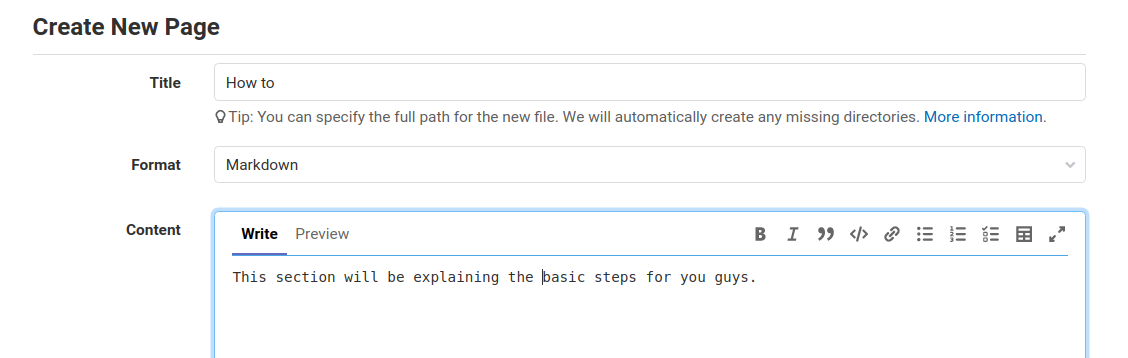 Create New Page
Title
How to
Tip: You can specify the full path for the new file. We will automatically create any missing directories. More information.
Format
Markdown
Content
Write Preview
This section will be explaining the basic steps for you guys.